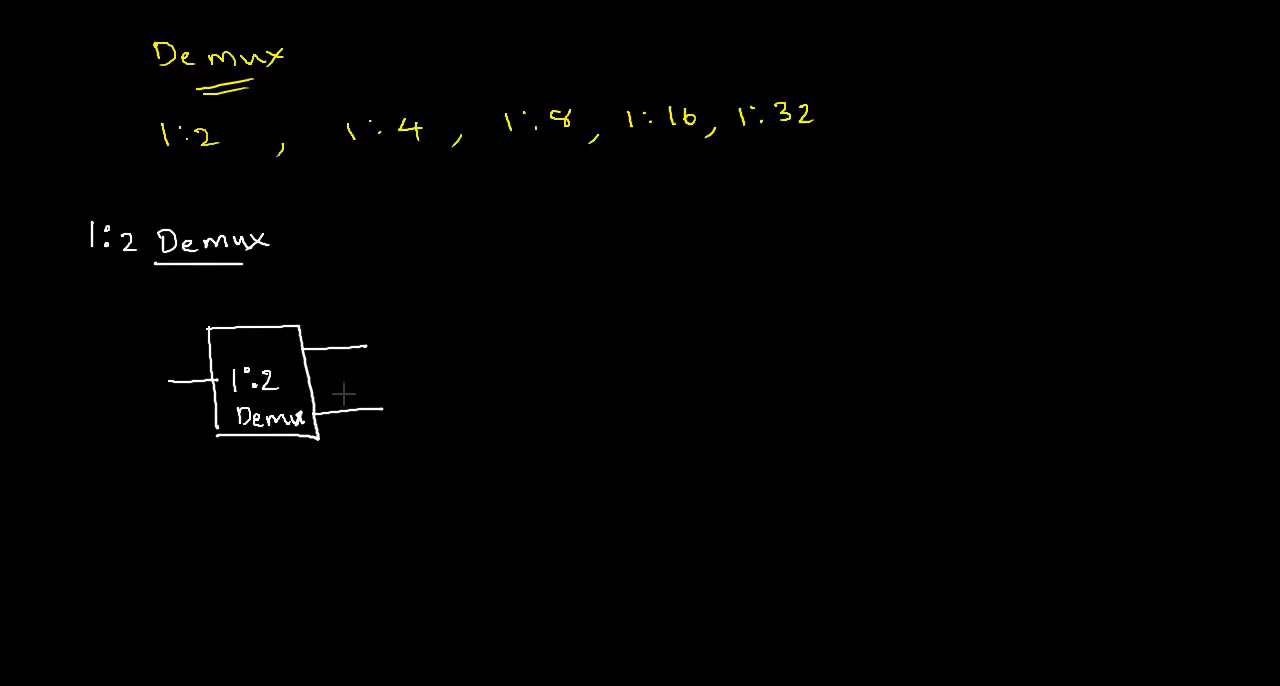 Demux
1:2 , 1:4 , 1:8 , 1:16 , 1:32
1:2 Demux
1:2
Demux